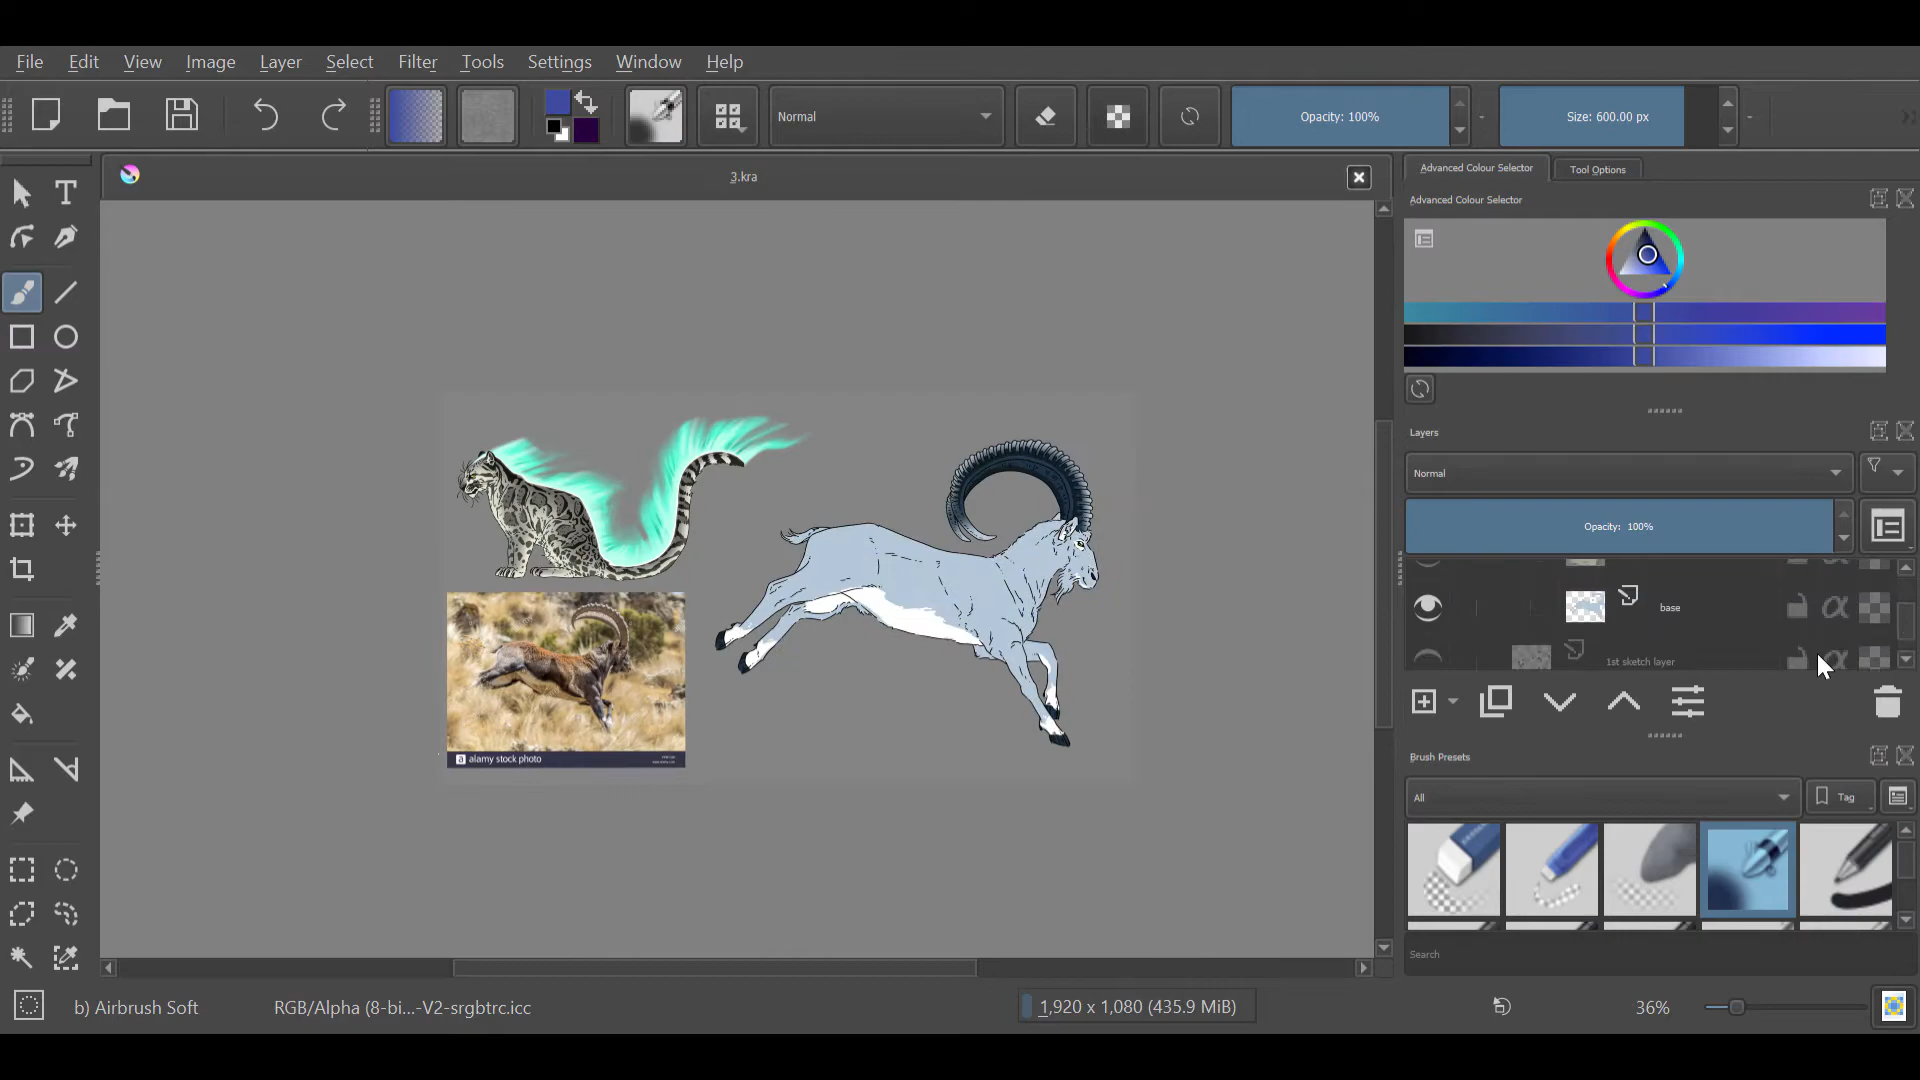 File Edit View Image Layer Select Filter Tools Settings Window Help
Normal
Opacity: 100%
Size: 600.00 px
3.kra
Advanced Colour Selector
Tool Options
Advanced Colour Selector
Layers
Normal
Opacity: 100%
base
1st sketch layer
a alamy stock photo
Brush Presets
All
Tag
Search
b) Airbrush Soft
RGB/Alpha (8-bi...-V2-srgbtrc.icc
1,920 x 1,080 (435.9 MiB)
36%